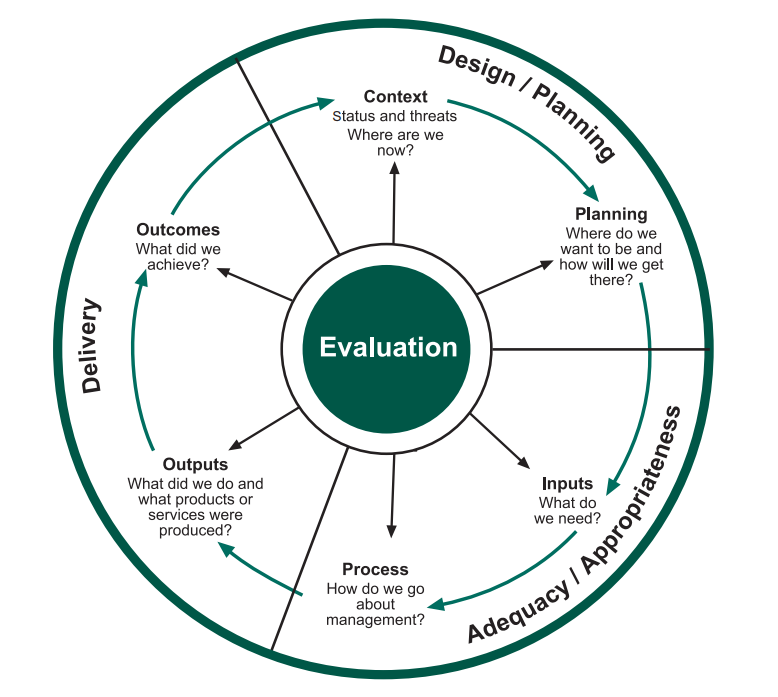 Design / Planning
Context
Status and threats
Where are we
now?
Planning
Where do we
want to be and
how will we get
there?
Outcomes
What did we
achieve?
Delivery
Evaluation
Outputs
What did we do and
what products or
services were
produced?
Inputs
What do
we need?
Process
How do we go
about
management?
Adequacy / Appropriateness